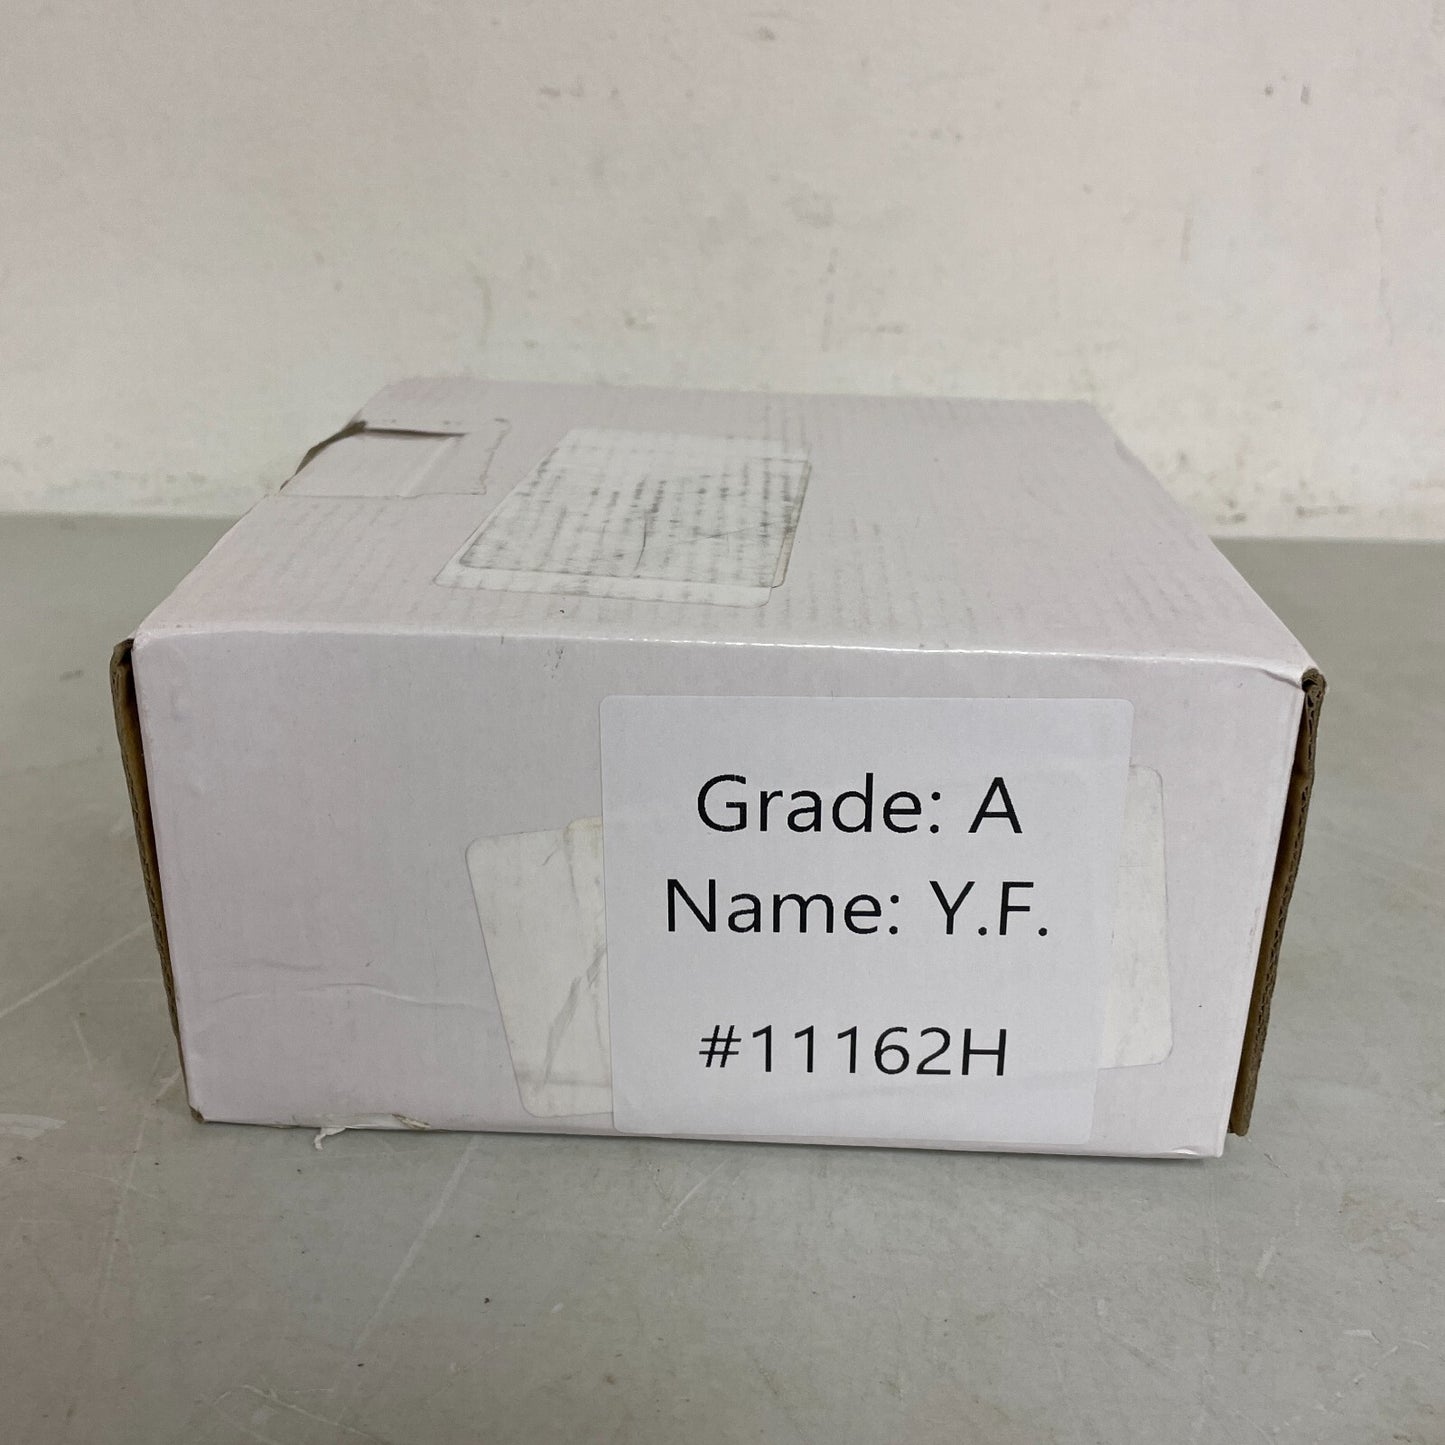 Grade: A
Name: Y.F.
#11162H